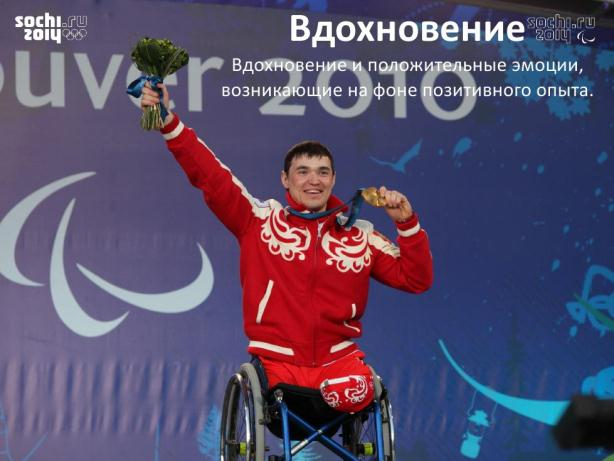 sochi.ru
2014
Вдохновение
sochi.ru
2014
Вдохновение и положительные эмоции,
возникающие на фоне позитивного опыта.
ouver 2010